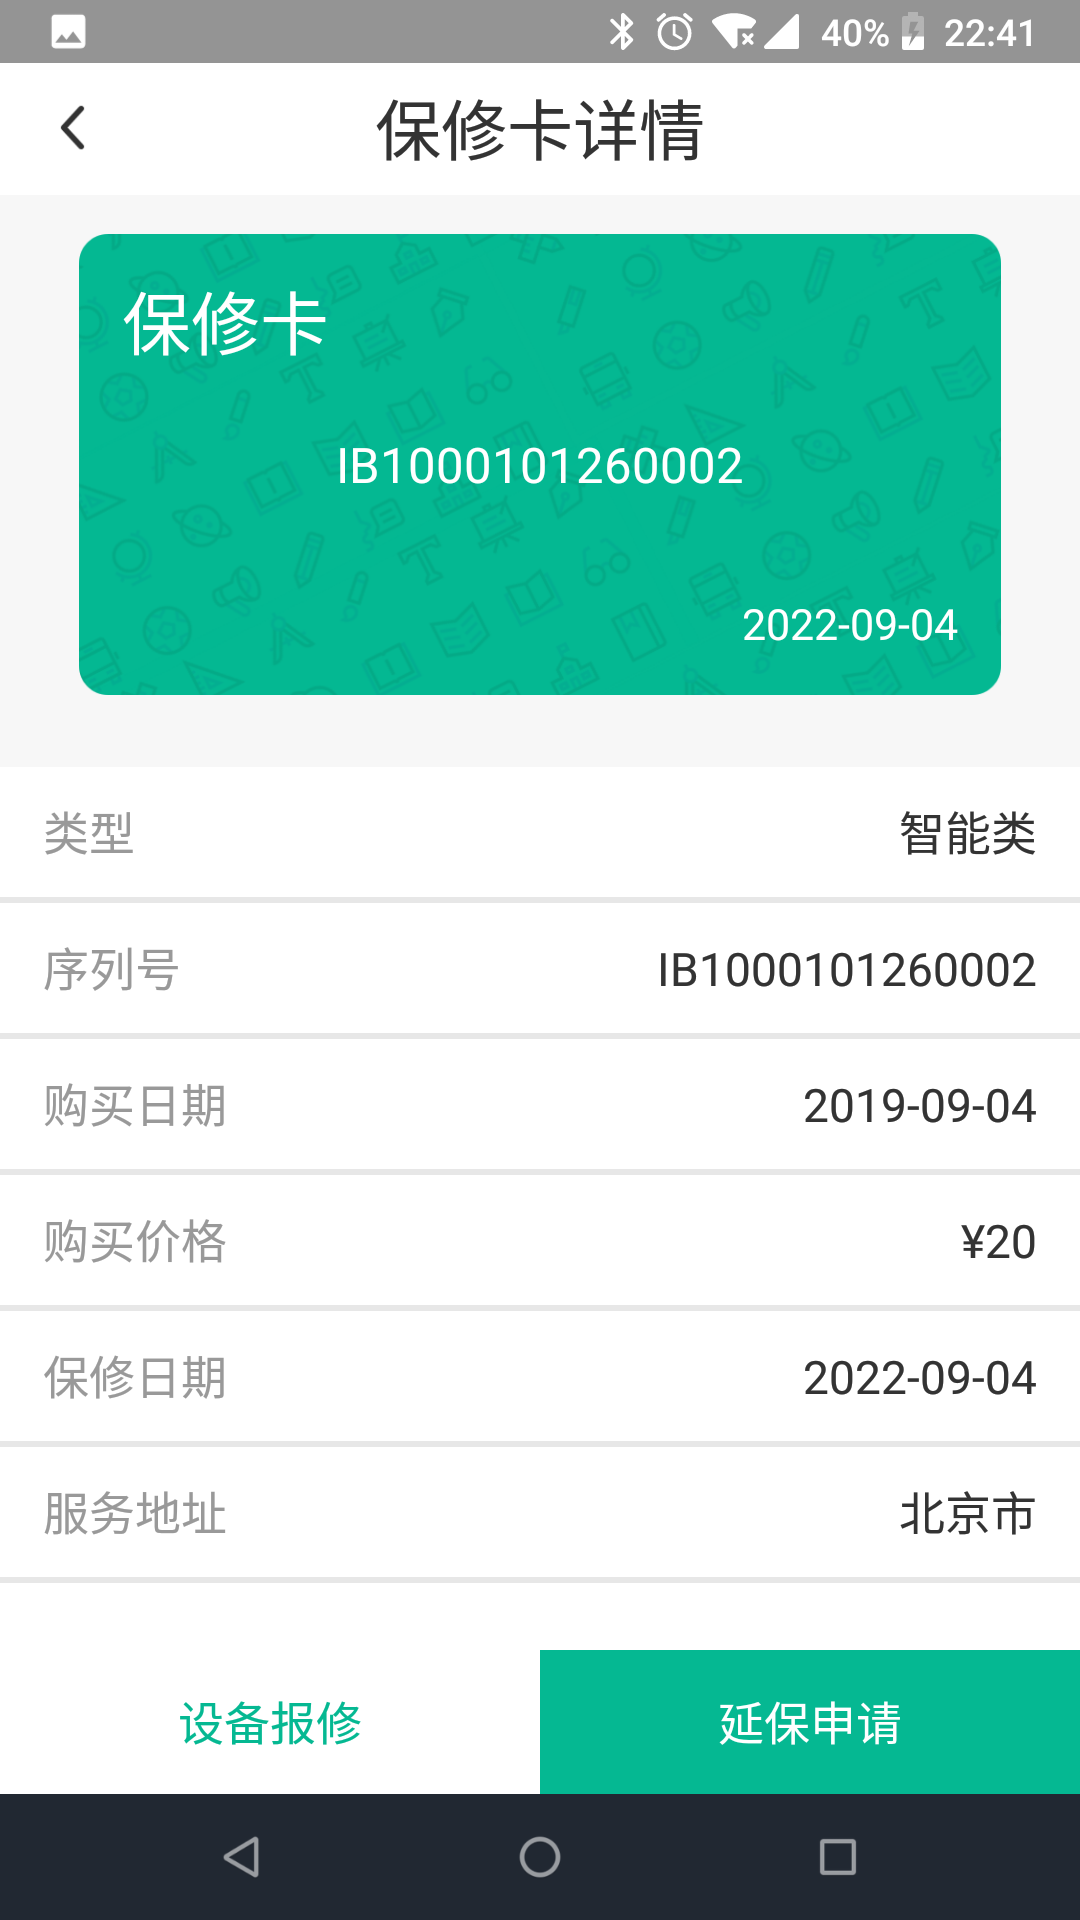 40% 22:41
保修卡详情
保修卡
IB1000101260002
2022-09-04
类型 智能类
序列号 IB1000101260002
购买日期 2019-09-04
购买价格 ¥20
保修日期 2022-09-04
服务地址 北京市
设备报修 延保申请